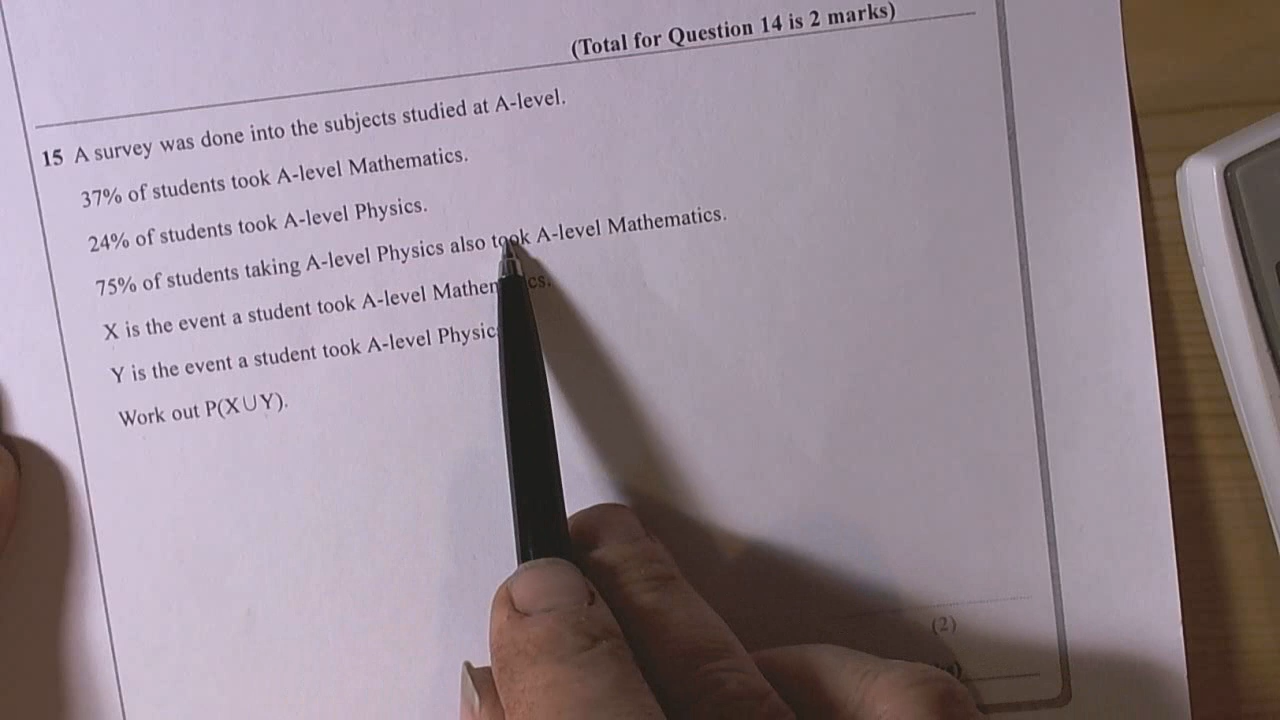 (Total for Question 14 is 2 marks)
15 A survey was done into the subjects studied at A-level.
37% of students took A-level Mathematics.
24% of students took A-level Physics.
75% of students taking A-level Physics also took A-level Mathematics.
X is the event a student took A-level
Y is the event a student took A-level
Work out P(X∪Y).
(2)